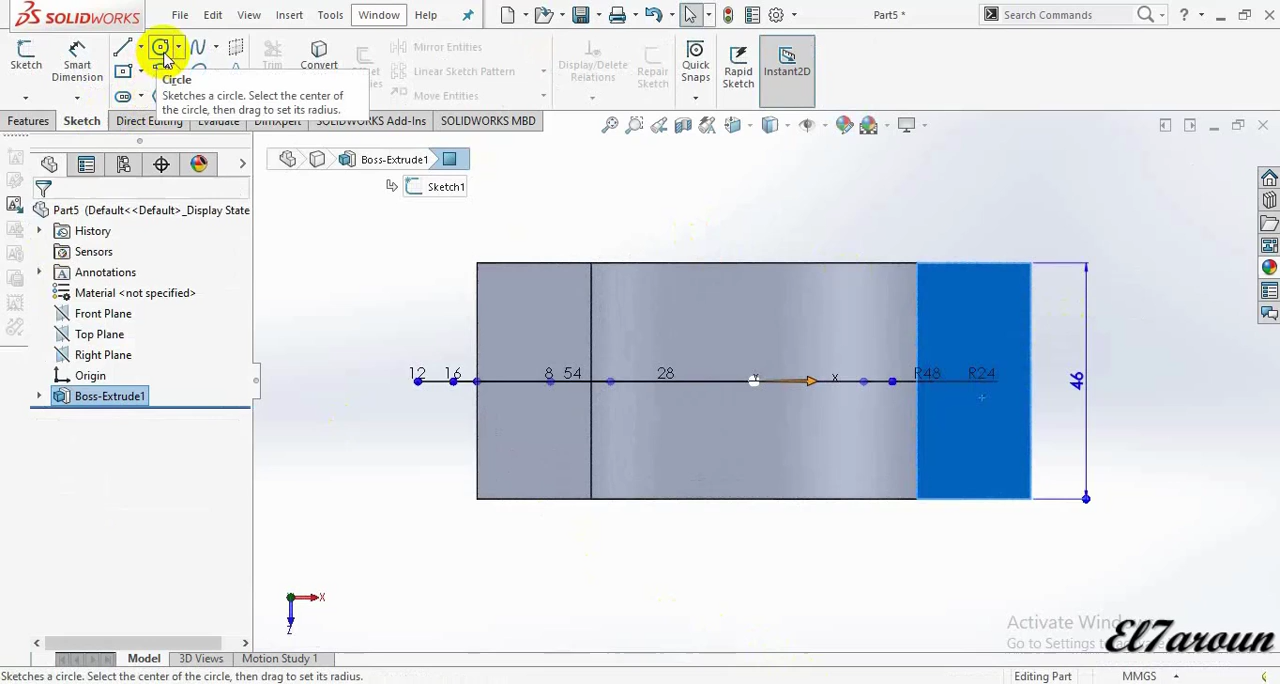 SOLIDWORKS
File Edit View Insert Tools Window Help
Part5 *
Search Commands
?
Sketch
Smart Dimension
Trim
Convert
Mirror Entities
Linear Sketch Pattern
Move Entities
Display/Delete Relations
Repair Sketch
Quick Snaps
Rapid Sketch
Instant2D
Circle
Sketches a circle. Select the center of
the circle, then drag to set its radius.
Features Sketch Direct Editing Evaluate DimXpert SOLIDWORKS Add-Ins SOLIDWORKS MBD
Boss-Extrude1
Sketch1
Part5 (Default<<Default>_Display State
History
Sensors
Annotations
Material <not specified>
Front Plane
Top Plane
Right Plane
Origin
Boss-Extrude1
12 16 8 54 28 X R48 R24
46
X
Z
Activate Win
Go to Settings to
El7aroun
Model 3D Views Motion Study 1
Sketches a circle. Select the center of the circle, then drag to set its radius.
Editing Part MMGS